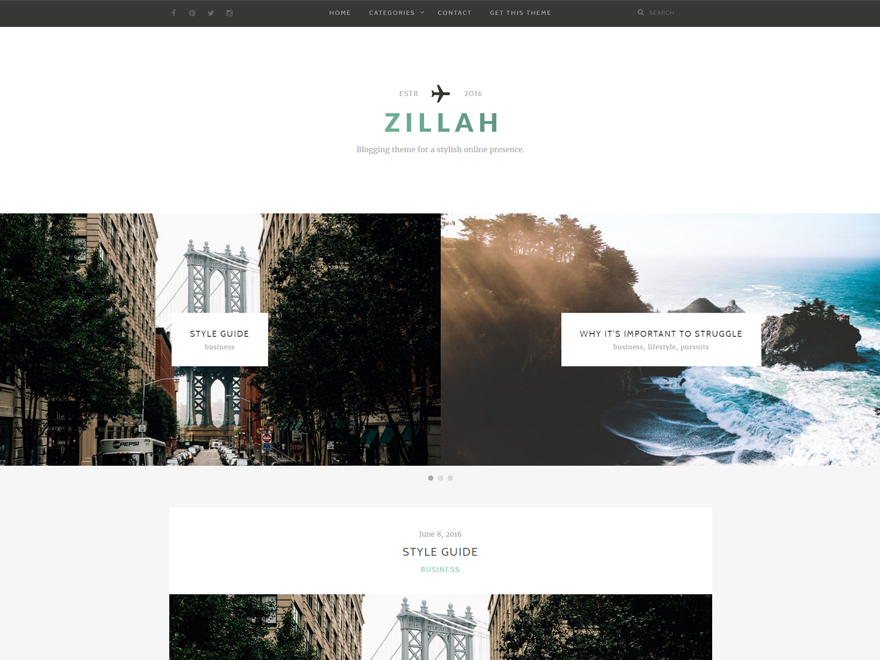 HOME CATEGORIES CONTACT GET THIS THEME SEARCH ...
ESTB 2016
ZILLAH
Blogging theme for a stylish online presence.
STYLE GUIDE
business
WHY IT'S IMPORTANT TO STRUGGLE
business, lifestyle, pursuits
PEPSI
June 8, 2016
STYLE GUIDE
BUSINESS